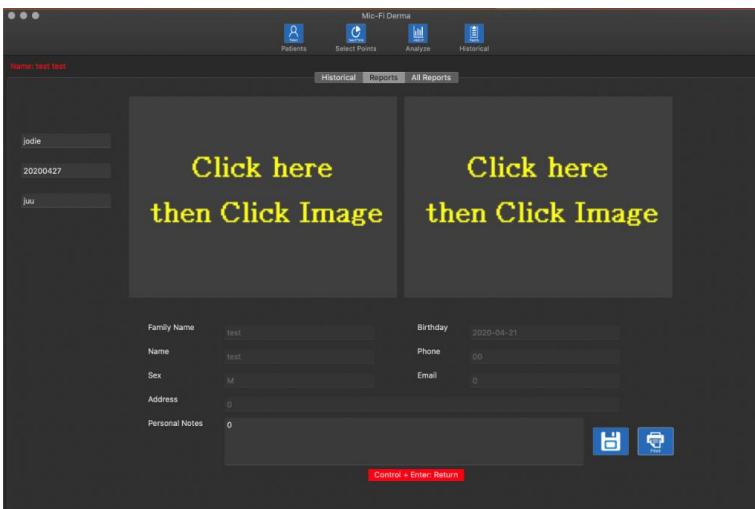 Mic-Fi Derma
Patients Select Points Analyze Historical
Name: test test
Historical Reports All Reports
jodie
20200427
juu
Click here
then Click Image
Click here
then Click Image
Family Name test Birthday 2020-04-21
Name test Phone 00
Sex M Email 0
Address 0
Personal Notes 0
Print
Control + Enter: Return